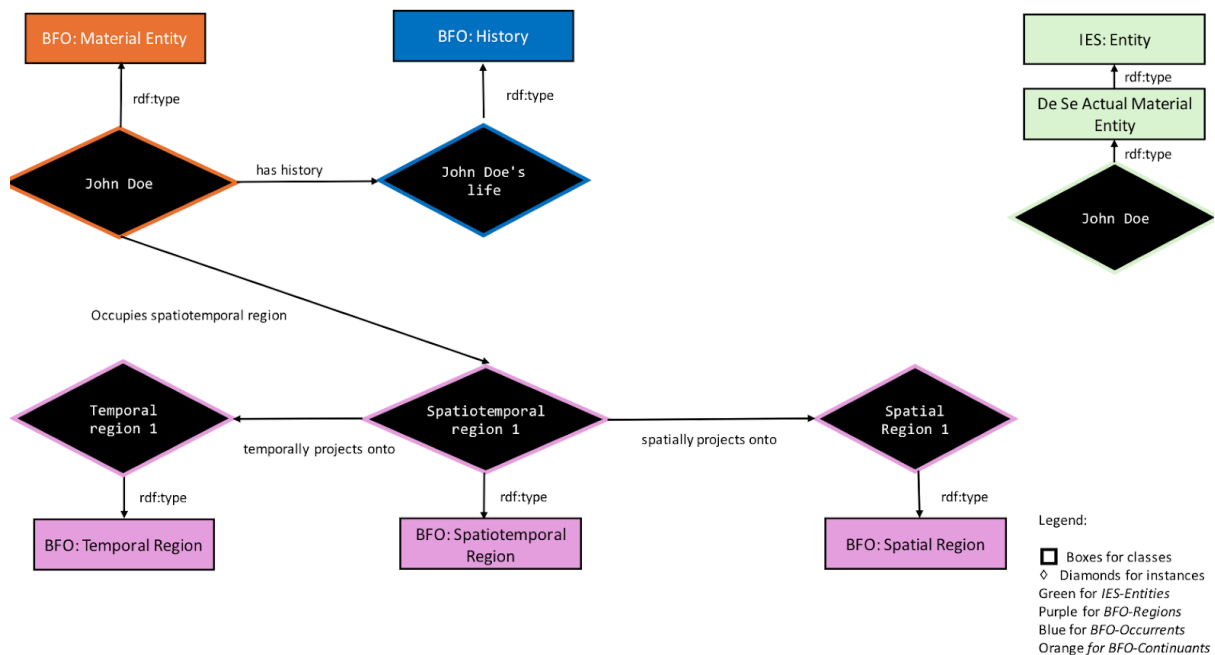 BFO: Material Entity
BFO: History
IES: Entity
rdf:type
rdf:type
rdf:type
De Se Actual Material
Entity
rdf:type
John Doe
has history
John Doe's
life
John Doe
Occupies spatiotemporal region
Temporal
region 1
Spatiotemporal
region 1
Spatial
Region 1
temporally projects onto
spatially projects onto
rdf:type
rdf:type
rdf:type
BFO: Temporal Region
BFO: Spatiotemporal
Region
BFO: Spatial Region
Legend:
Boxes for classes
Diamonds for instances
Green for IES-Entities
Purple for BFO-Regions
Blue for BFO-Occurrents
Orange for BFO-Continuants